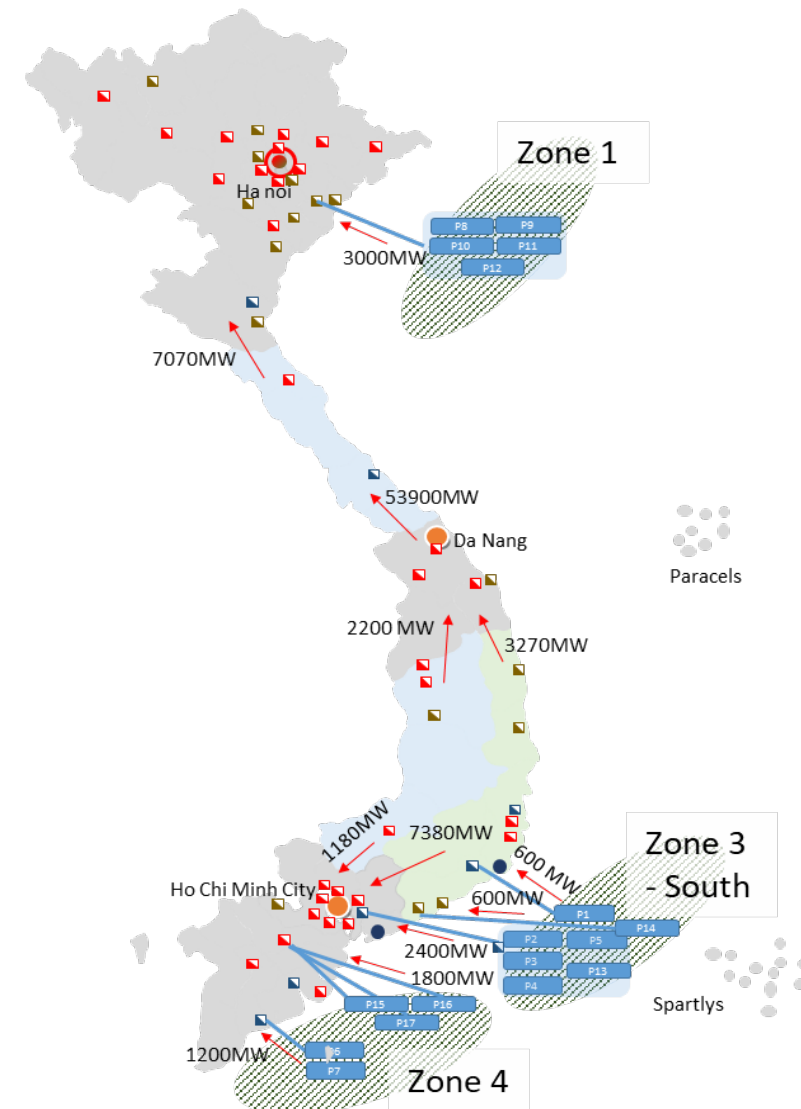 Zone 1
Ha noi
P8
P9
P10
P11
P12
3000MW
7070MW
53900MW
Da Nang
Paracels
2200 MW
3270MW
1180MW
7380MW
Zone 3
- South
600 MW
Ho Chi Minh City
600MW
P1
P14
P2
P5
P3
P13
P4
2400MW
1800MW
Spartlys
P15
P16
P17
1200MW
P7
Zone 4